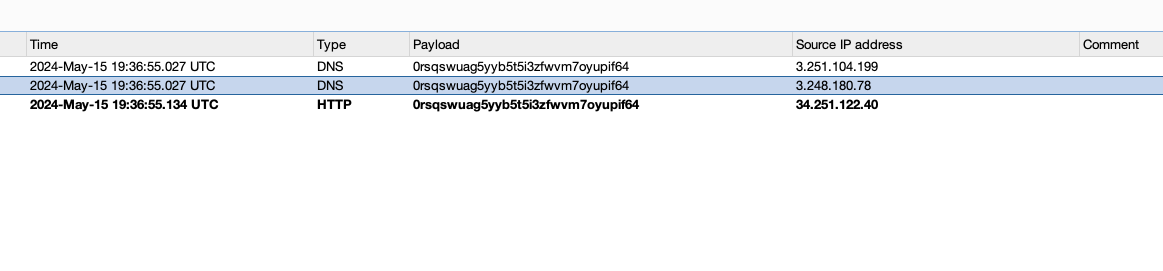 Time Type Payload Source IP address Comment
2024-May-15 19:36:55.027 UTC DNS 0rsqswuag5yyb5t5i3zfwvm7oyupif64 3.251.104.199
2024-May-15 19:36:55.027 UTC DNS 0rsqswuag5yyb5t5i3zfwvm7oyupif64 3.248.180.78
2024-May-15 19:36:55.134 UTC HTTP 0rsqswuag5yyb5t5i3zfwvm7oyupif64 34.251.122.40